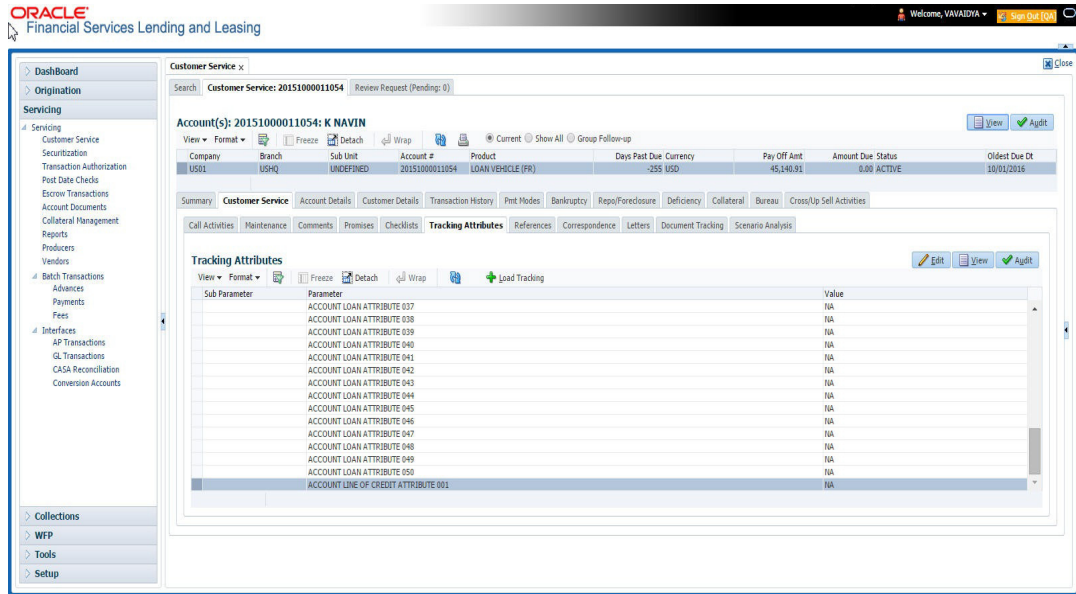 ORACLE
Financial Services Lending and Leasing
Welcome, VAVAIDYA
Sign Out [QA]
Close
DashBoard
Origination
Servicing
Servicing
Customer Service
Securitization
Transaction Authorization
Post Date Checks
Escrow Transactions
Account Documents
Collateral Management
Reports
Producers
Vendors
Batch Transactions
Advances
Payments
Fees
Interfaces
AP Transactions
GL Transactions
CASA Reconciliation
Conversion Accounts
Collections
WFP
Tools
Setup
Customer Service x
Search Customer Service: 20151000011054 Review Request (Pending: 0)
Account(s): 20151000011054: K NAVIN
View Audit
View Format Freeze Detach Wrap Current Show All Group Follow-up
Company Branch Sub Unit Account # Product Days Past Due Currency Pay Off Amt Amount Due Status Oldest Due Dt
US01 USHQ UNDEFINED 20151000011054 LOAN VEHICLE (FR) -255 USD 45,140.91 0.00 ACTIVE 10/01/2016
Summary Customer Service Account Details Customer Details Transaction History Pmt Modes Bankruptcy Repo/Foreclosure Deficiency Collateral Bureau Cross/Up Sell Activities
Call Activities Maintenance Comments Promises Checklists Tracking Attributes References Correspondence Letters Document Tracking Scenario Analysis
Tracking Attributes
Edit View Audit
View Format Freeze Detach Wrap Load Tracking
Sub Parameter Parameter Value
ACCOUNT LOAN ATTRIBUTE 037 NA
ACCOUNT LOAN ATTRIBUTE 038 NA
ACCOUNT LOAN ATTRIBUTE 039 NA
ACCOUNT LOAN ATTRIBUTE 040 NA
ACCOUNT LOAN ATTRIBUTE 041 NA
ACCOUNT LOAN ATTRIBUTE 042 NA
ACCOUNT LOAN ATTRIBUTE 043 NA
ACCOUNT LOAN ATTRIBUTE 044 NA
ACCOUNT LOAN ATTRIBUTE 045 NA
ACCOUNT LOAN ATTRIBUTE 046 NA
ACCOUNT LOAN ATTRIBUTE 047 NA
ACCOUNT LOAN ATTRIBUTE 048 NA
ACCOUNT LOAN ATTRIBUTE 049 NA
ACCOUNT LOAN ATTRIBUTE 050 NA
ACCOUNT LINE OF CREDIT ATTRIBUTE 001 NA